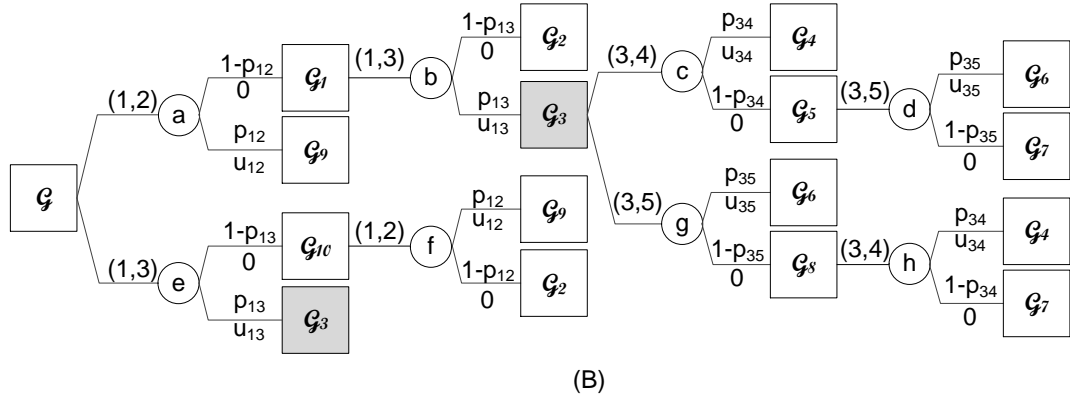 1-p13
0
G2
p34
u34
G4
1-p12
0
G1
(1,3)
b
p13
u13
G3
(3,4)
c
1-p34
0
G5
(3,5)
d
p35
u35
G6
(1,2)
a
p12
u12
G9
1-p35
0
G7
G
p35
u35
G6
(3,5)
g
1-p13
0
G10
(1,2)
f
p12
u12
G9
1-p35
0
G8
(3,4)
h
p34
u34
G4
(1,3)
e
1-p12
0
G2
p13
u13
G3
1-p34
0
G7
(B)